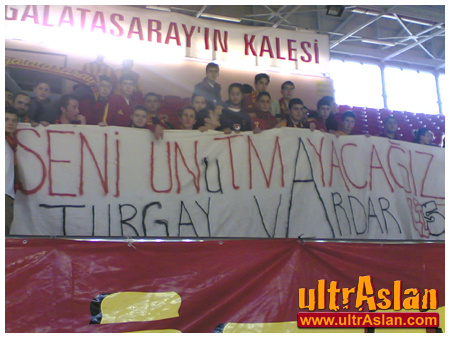 GALATASARAY'IN KALESİ
SENİ UNUTMAYACAĞIZ
TURGAY VARDAR
ultrAslan
www.ultrAslan.com